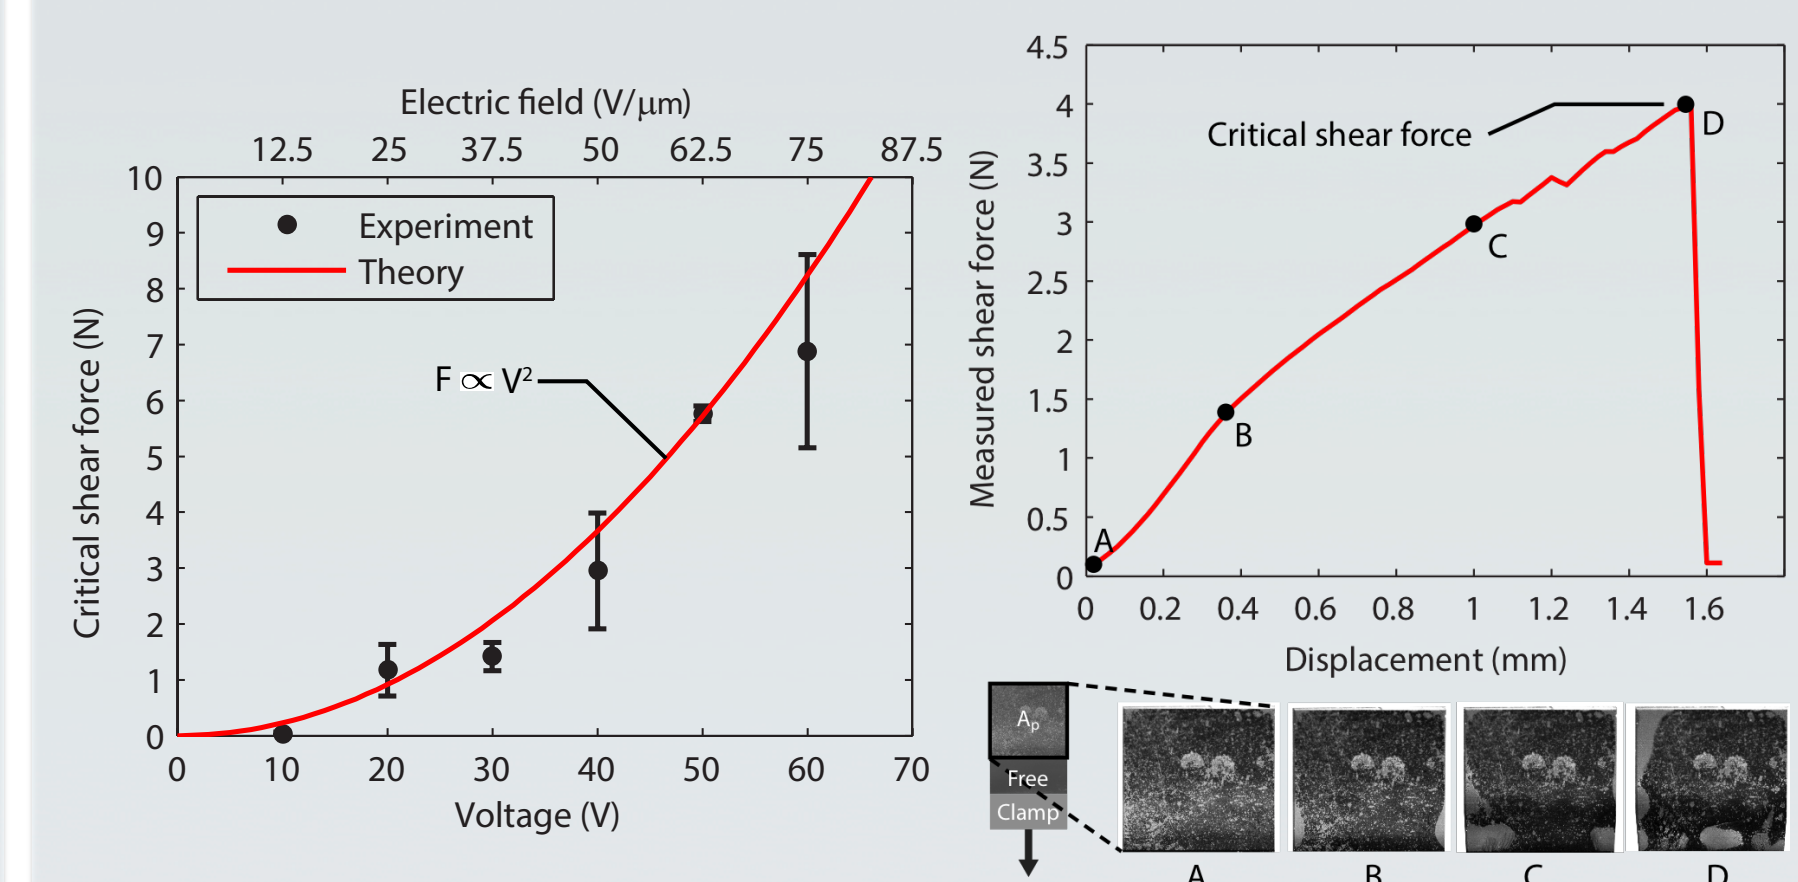 Electric field (V/μm)
12.5 25 37.5 50 62.5 75 87.5
10
9
8
7
6
5
4
3
2
1
0
Critical shear force (N)
Experiment
Theory
F ∝ V²
0 10 20 30 40 50 60 70
Voltage (V)
4.5
4
3.5
3
2.5
2
1.5
1
0.5
0
Measured shear force (N)
Critical shear force
D
C
B
A
0 0.2 0.4 0.6 0.8 1 1.2 1.4 1.6
Displacement (mm)
Aₚ
Free
Clamp
A B C D